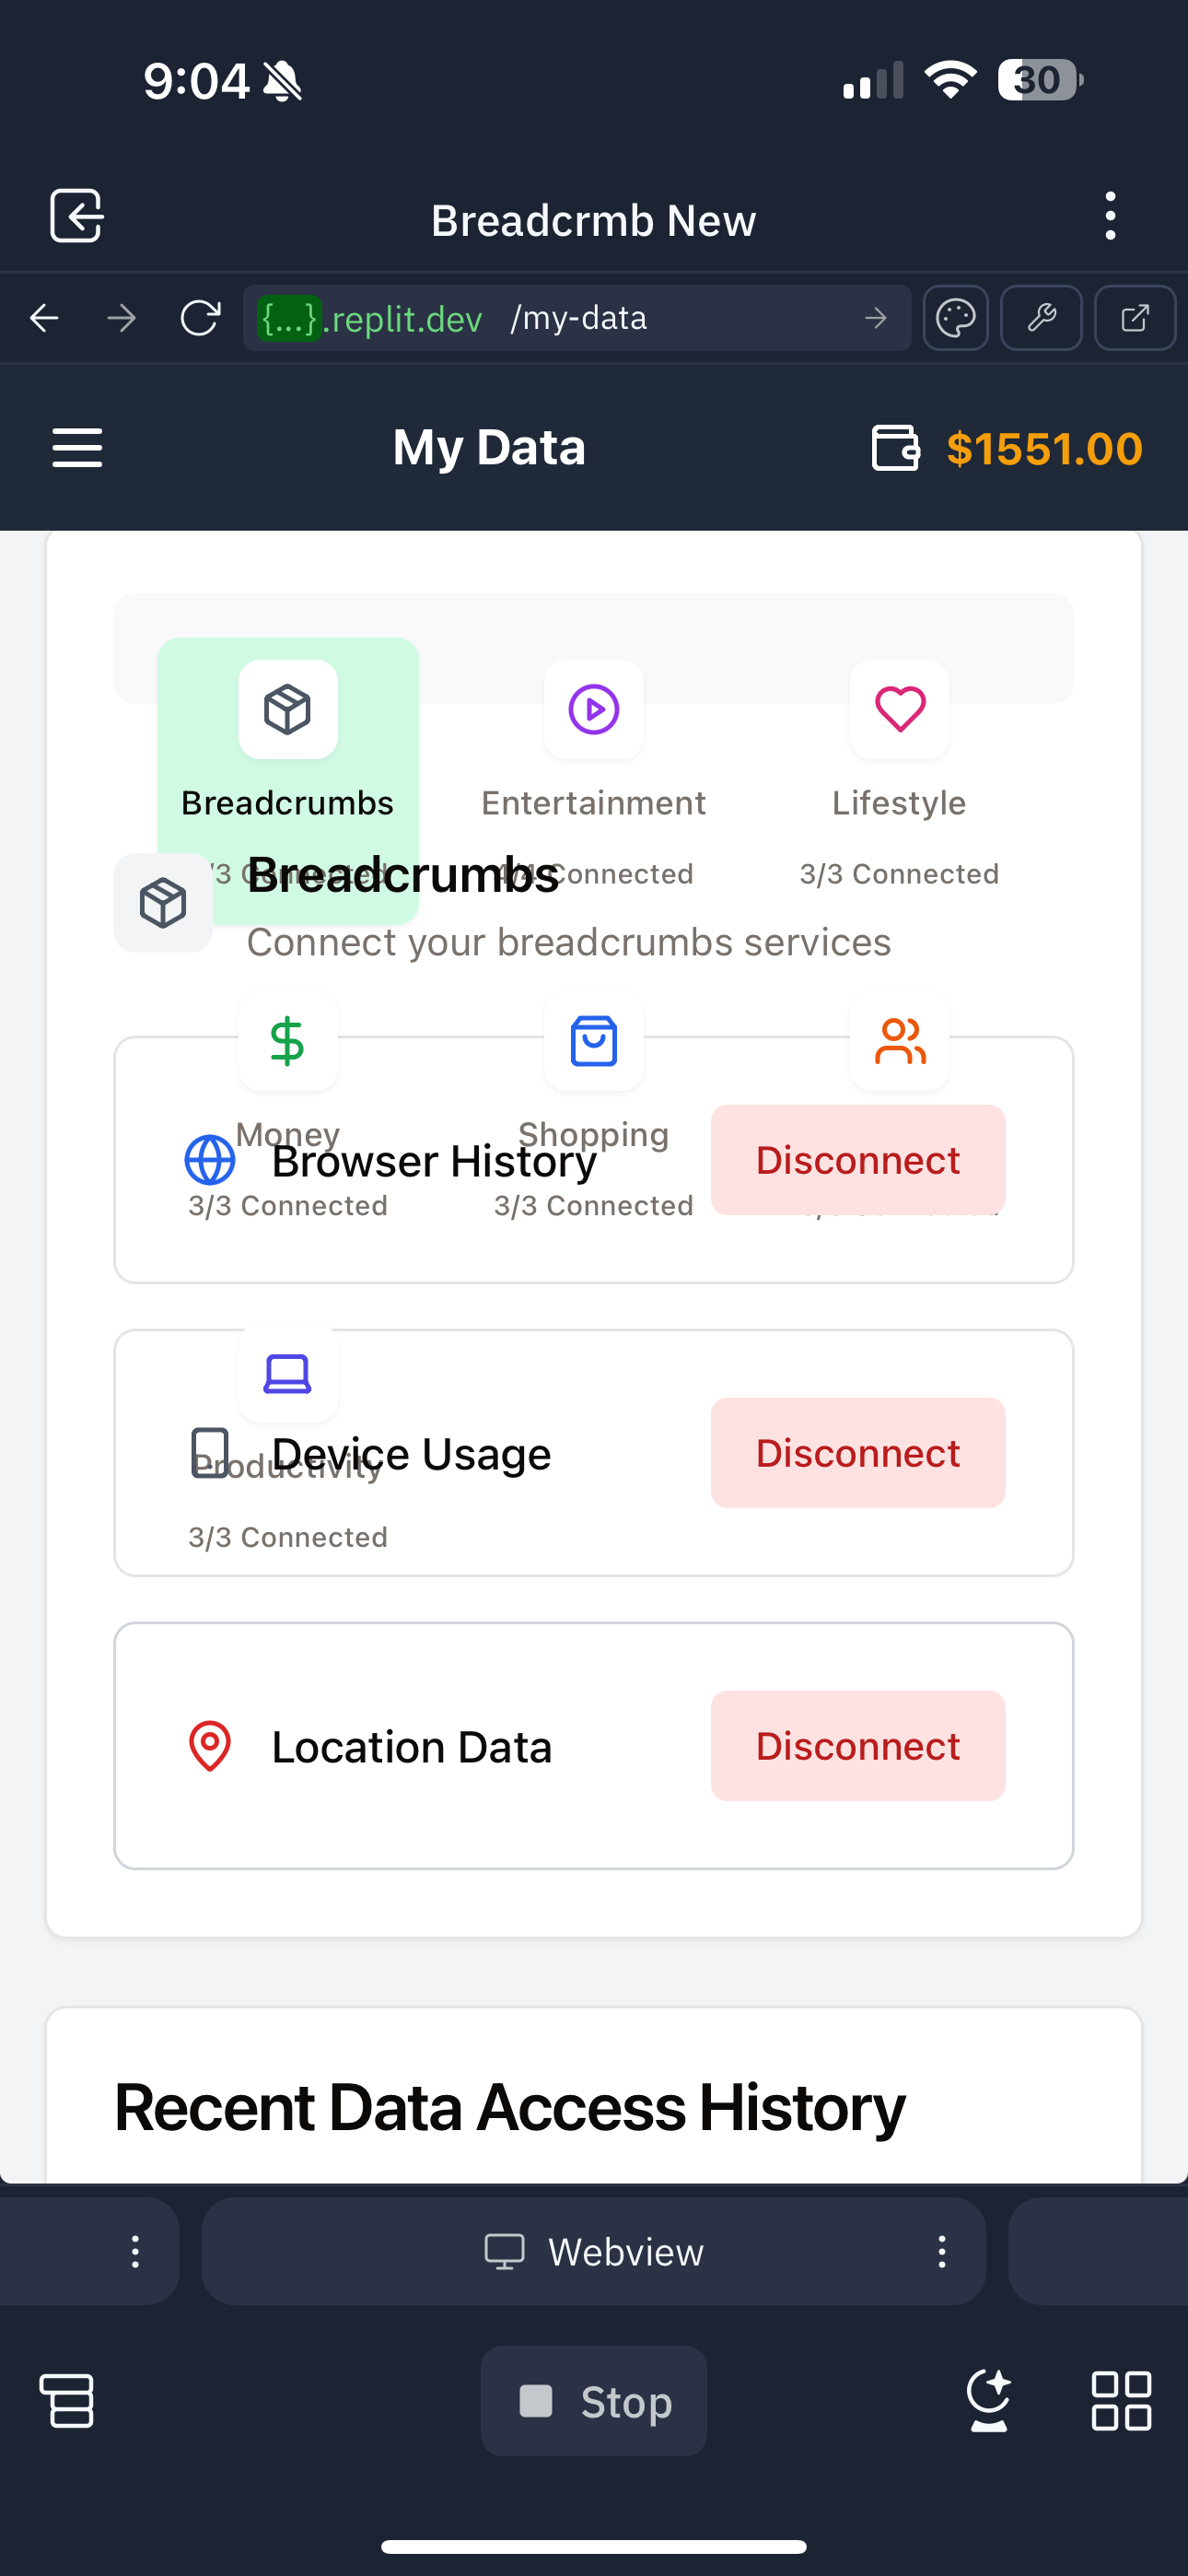 9:04
30
Breadcrmb New
{...}.replit.dev /my-data
My Data
$1551.00
Breadcrumbs
Entertainment
Lifestyle
/3 Connected
4/4 Connected
3/3 Connected
Breadcrumbs
Connect your breadcrumbs services
Money
Shopping
Browser History
Disconnect
3/3 Connected
3/3 Connected
Device Usage
Disconnect
Productivity
3/3 Connected
Location Data
Disconnect
Recent Data Access History
Webview
Stop